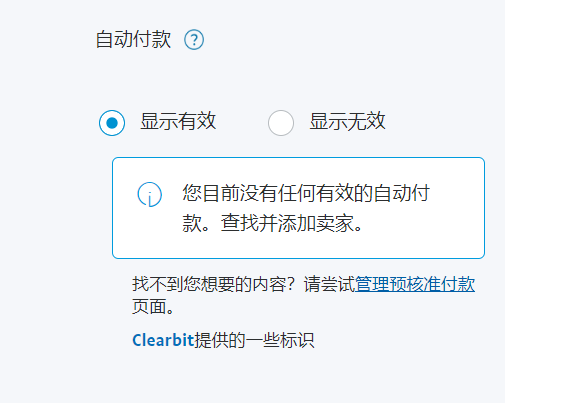 自动付款 ?
显示有效 显示无效
您目前没有任何有效的自动付
款。查找并添加卖家。
找不到您想要的内容？请尝试管理预核准付款
页面。
Clearbit提供的一些标识